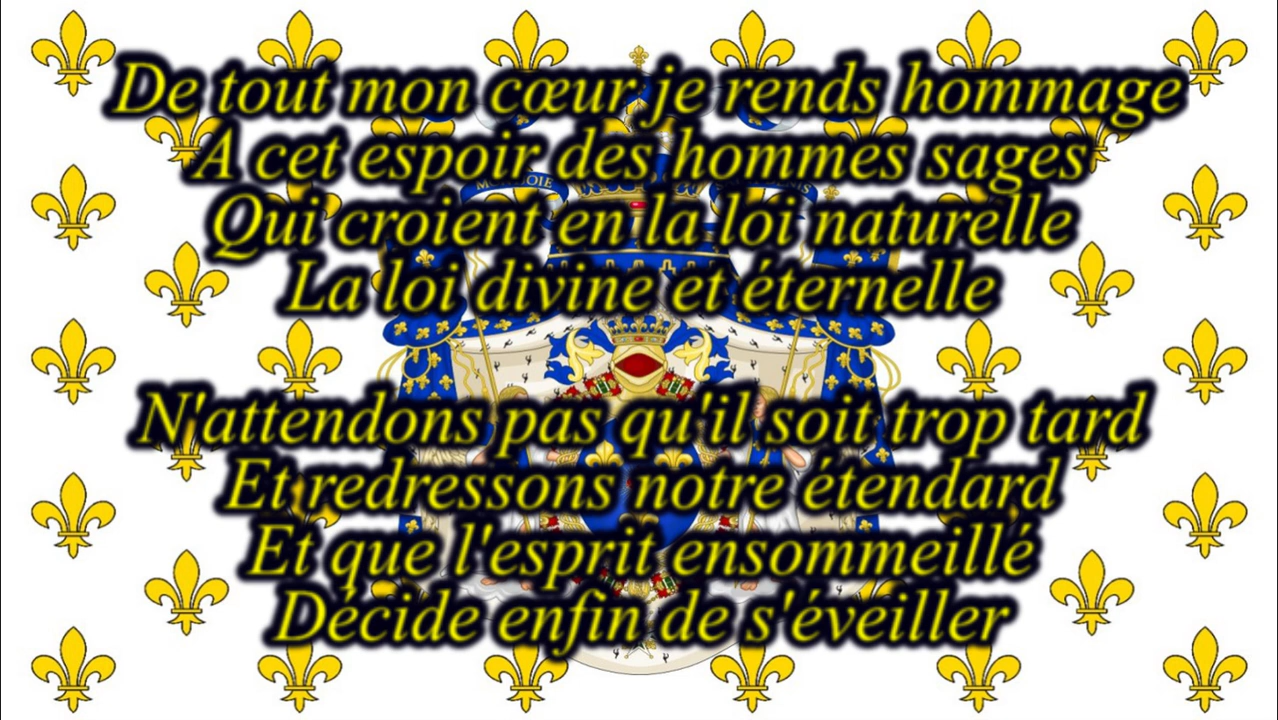 De tout mon cœur je rends hommage
A cet espoir des hommes sages
Qui croient en la loi naturelle
La loi divine et éternelle
N'attendons pas qu'il soit trop tard
Et redressons notre étendard
Et que l'esprit ensommeillé
Décide enfin de s'éveiller